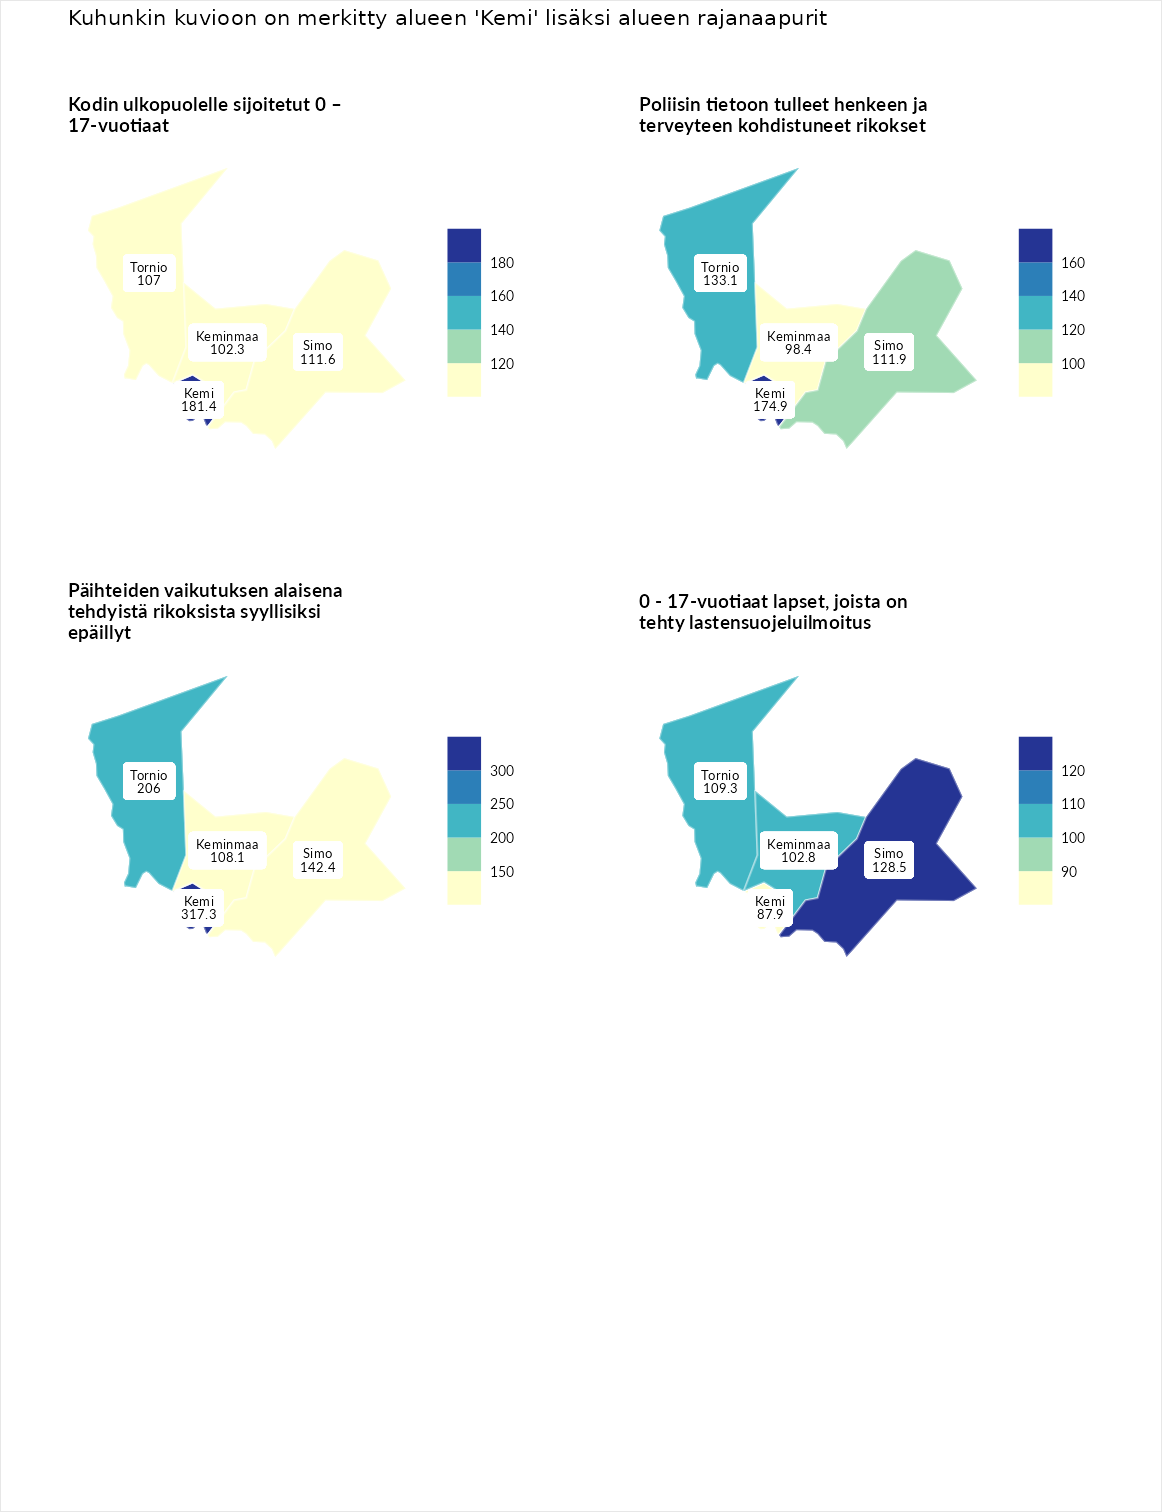 Kuhunkin kuvioon on merkitty alueen 'Kemi' lisäksi alueen rajanaapurit
Kodin ulkopuolelle sijoitetut 0 –
17-vuotiaat
Tornio
107
Keminmaa
102.3
Simo
111.6
Kemi
181.4
180
160
140
120
Poliisin tietoon tulleet henkeen ja
terveyteen kohdistuneet rikokset
Tornio
133.1
Keminmaa
98.4
Simo
111.9
Kemi
174.9
160
140
120
100
Päihteiden vaikutuksen alaisena
tehdyistä rikoksista syyllisiksi
epäillyt
Tornio
206
Keminmaa
108.1
Simo
142.4
Kemi
317.3
300
250
200
150
0 - 17-vuotiaat lapset, joista on
tehty lastensuojeluilmoitus
Tornio
109.3
Keminmaa
102.8
Simo
128.5
Kemi
87.9
120
110
100
90